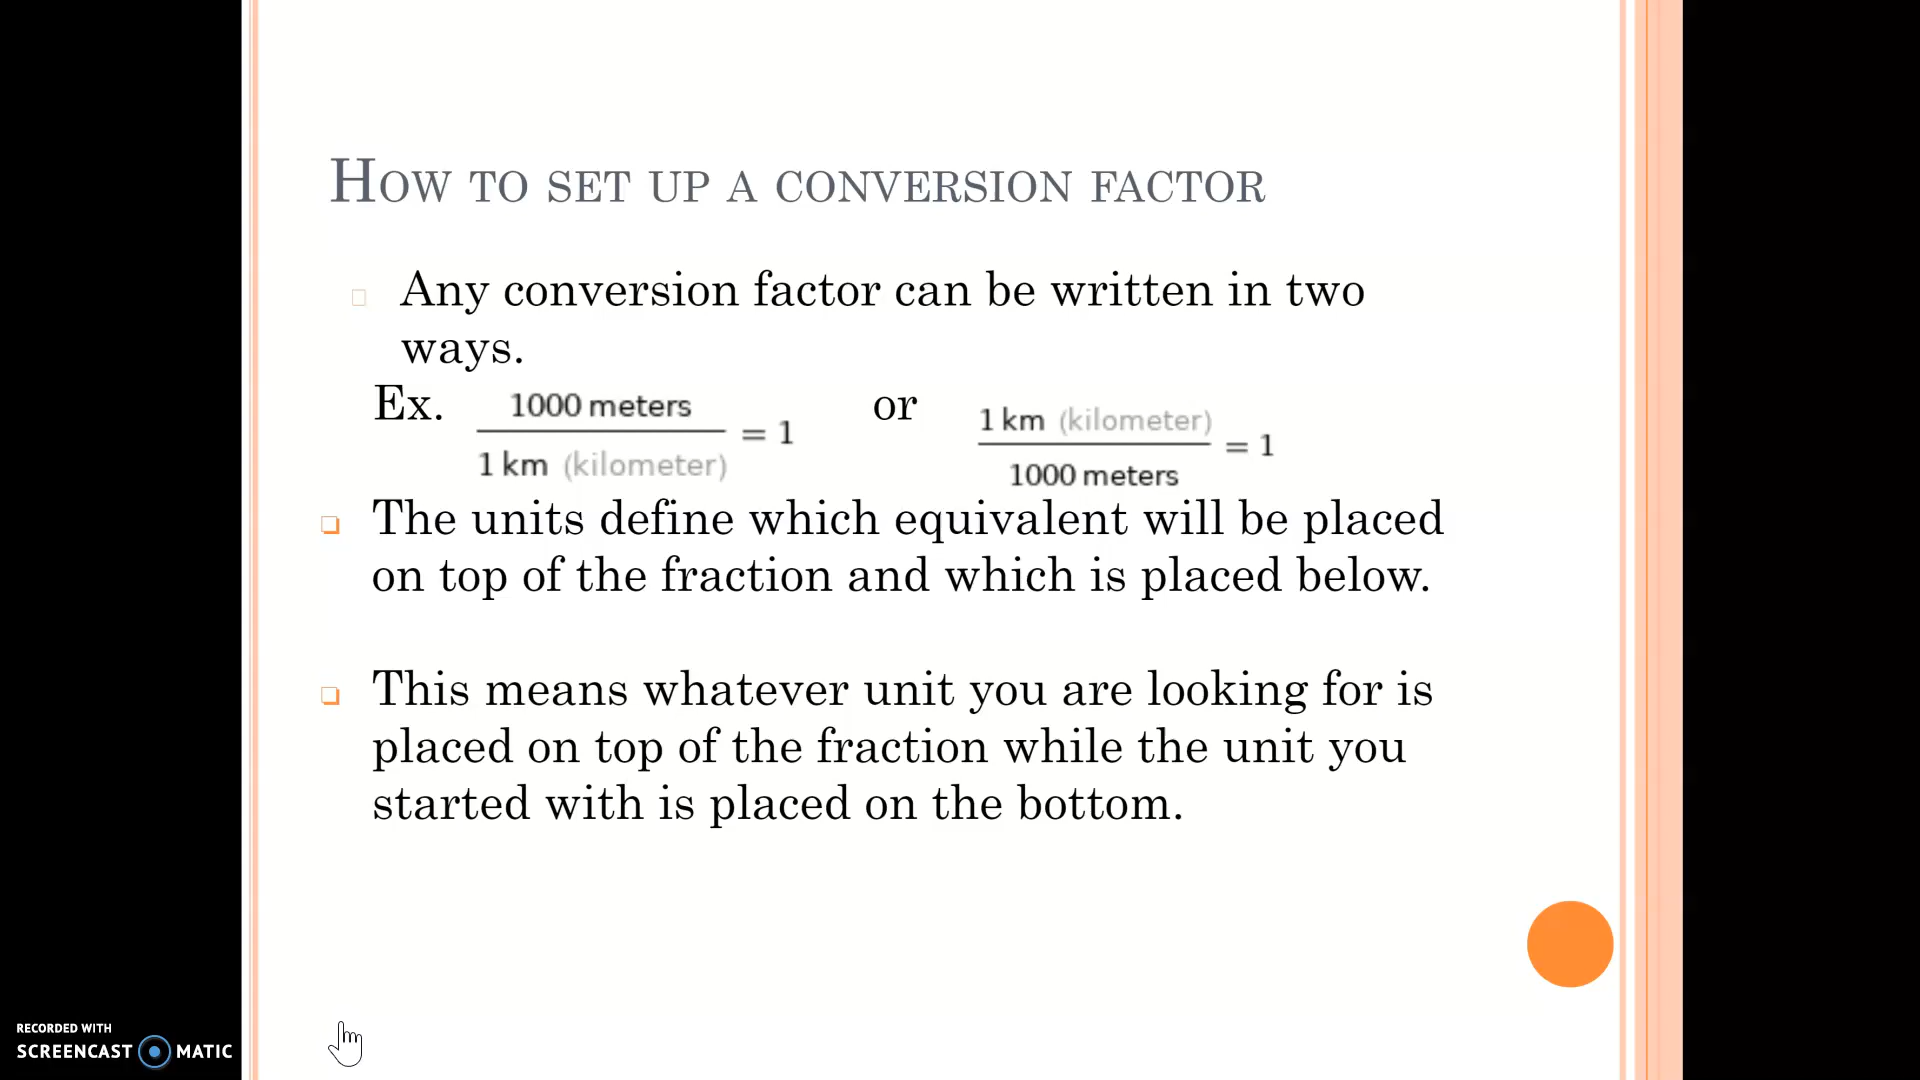 How to set up a conversion factor
Any conversion factor can be written in two
ways.
Ex. 1000 meters / 1 km (kilometer) = 1 or 1 km (kilometer) / 1000 meters = 1
The units define which equivalent will be placed
on top of the fraction and which is placed below.
This means whatever unit you are looking for is
placed on top of the fraction while the unit you
started with is placed on the bottom.
RECORDED WITH
SCREENCAST MATIC